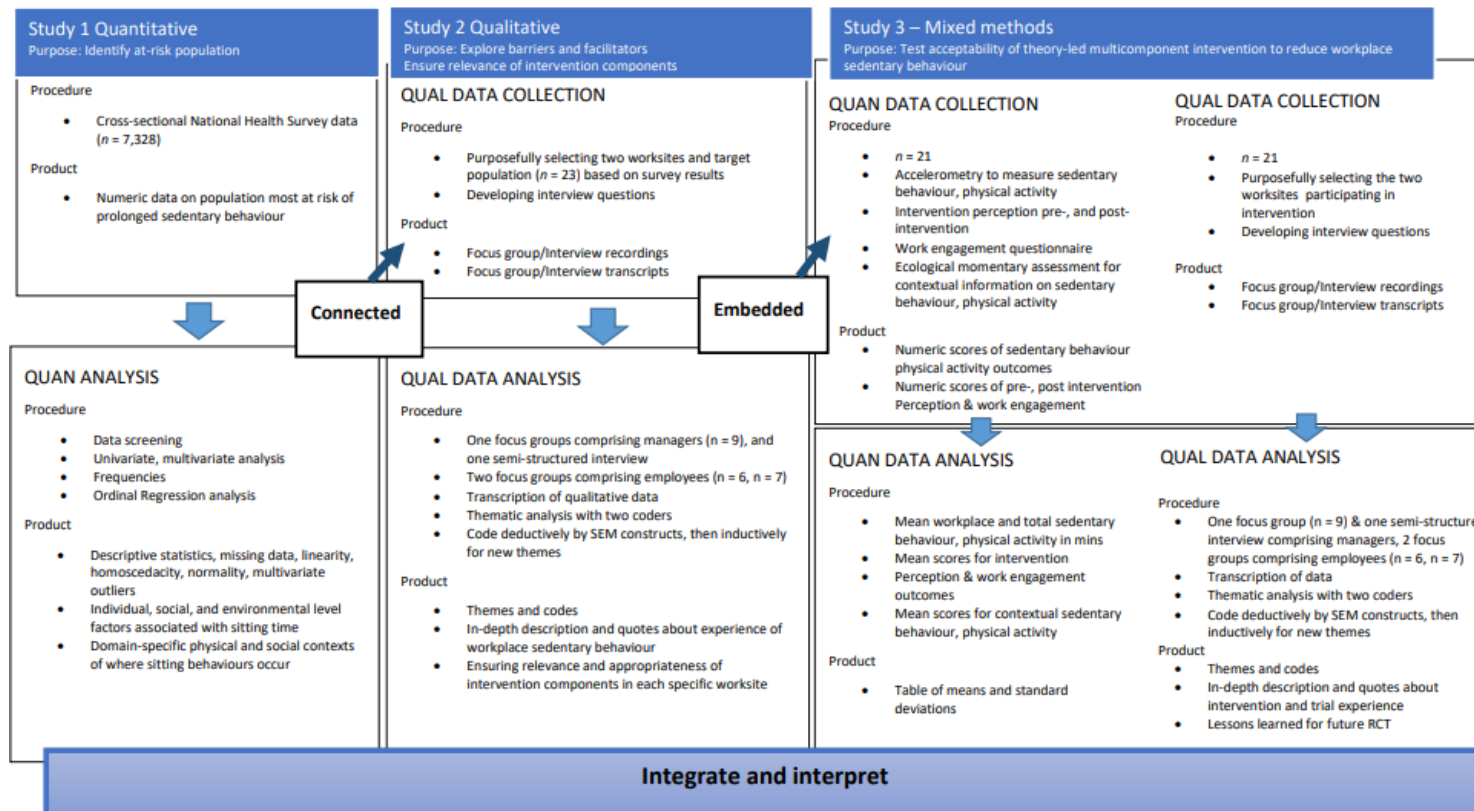 Study 1 Quantitative
Purpose: Identify at-risk population
Procedure
• Cross-sectional National Health Survey data
(n = 7,328)
Product
• Numeric data on population most at risk of
prolonged sedentary behaviour
QUAN ANALYSIS
Procedure
• Data screening
• Univariate, multivariate analysis
• Frequencies
• Ordinal Regression analysis
Product
• Descriptive statistics, missing data, linearity,
homoscedacity, normality, multivariate
outliers
• Individual, social, and environmental level
factors associated with sitting time
• Domain-specific physical and social contexts
of where sitting behaviours occur
Connected
Study 2 Qualitative
Purpose: Explore barriers and facilitators
Ensure relevance of intervention components
QUAL DATA COLLECTION
Procedure
• Purposefully selecting two worksites and target
population (n = 23) based on survey results
• Developing interview questions
Product
• Focus group/Interview recordings
• Focus group/Interview transcripts
QUAL DATA ANALYSIS
Procedure
• One focus groups comprising managers (n = 9), and
one semi-structured interview
• Two focus groups comprising employees (n = 6, n = 7)
• Transcription of qualitative data
• Thematic analysis with two coders
• Code deductively by SEM constructs, then inductively
for new themes
Product
• Themes and codes
• In-depth description and quotes about experience of
workplace sedentary behaviour
• Ensuring relevance and appropriateness of
intervention components in each specific worksite
Embedded
Study 3 – Mixed methods
Purpose: Test acceptability of theory-led multicomponent intervention to reduce workplace
sedentary behaviour
QUAN DATA COLLECTION
Procedure
• n = 21
• Accelerometry to measure sedentary
behaviour, physical activity
• Intervention perception pre-, and post-
intervention
• Work engagement questionnaire
• Ecological momentary assessment for
contextual information on sedentary
behaviour, physical activity
Product
• Numeric scores of sedentary behaviour
physical activity outcomes
• Numeric scores of pre-, post intervention
Perception & work engagement
QUAL DATA COLLECTION
Procedure
• n = 21
• Purposefully selecting the two
worksites participating in
intervention
• Developing interview questions
Product
• Focus group/Interview recordings
• Focus group/Interview transcripts
QUAN DATA ANALYSIS
Procedure
• Mean workplace and total sedentary
behaviour, physical activity in mins
• Mean scores for intervention
• Perception & work engagement
outcomes
• Mean scores for contextual sedentary
behaviour, physical activity
Product
• Table of means and standard
deviations
QUAL DATA ANALYSIS
Procedure
• One focus group (n = 9) & one semi-structure
interview comprising managers, 2 focus
groups comprising employees (n = 6, n = 7)
• Transcription of data
• Thematic analysis with two coders
• Code deductively by SEM constructs, then
inductively for new themes
Product
• Themes and codes
• In-depth description and quotes about
intervention and trial experience
• Lessons learned for future RCT
Integrate and interpret